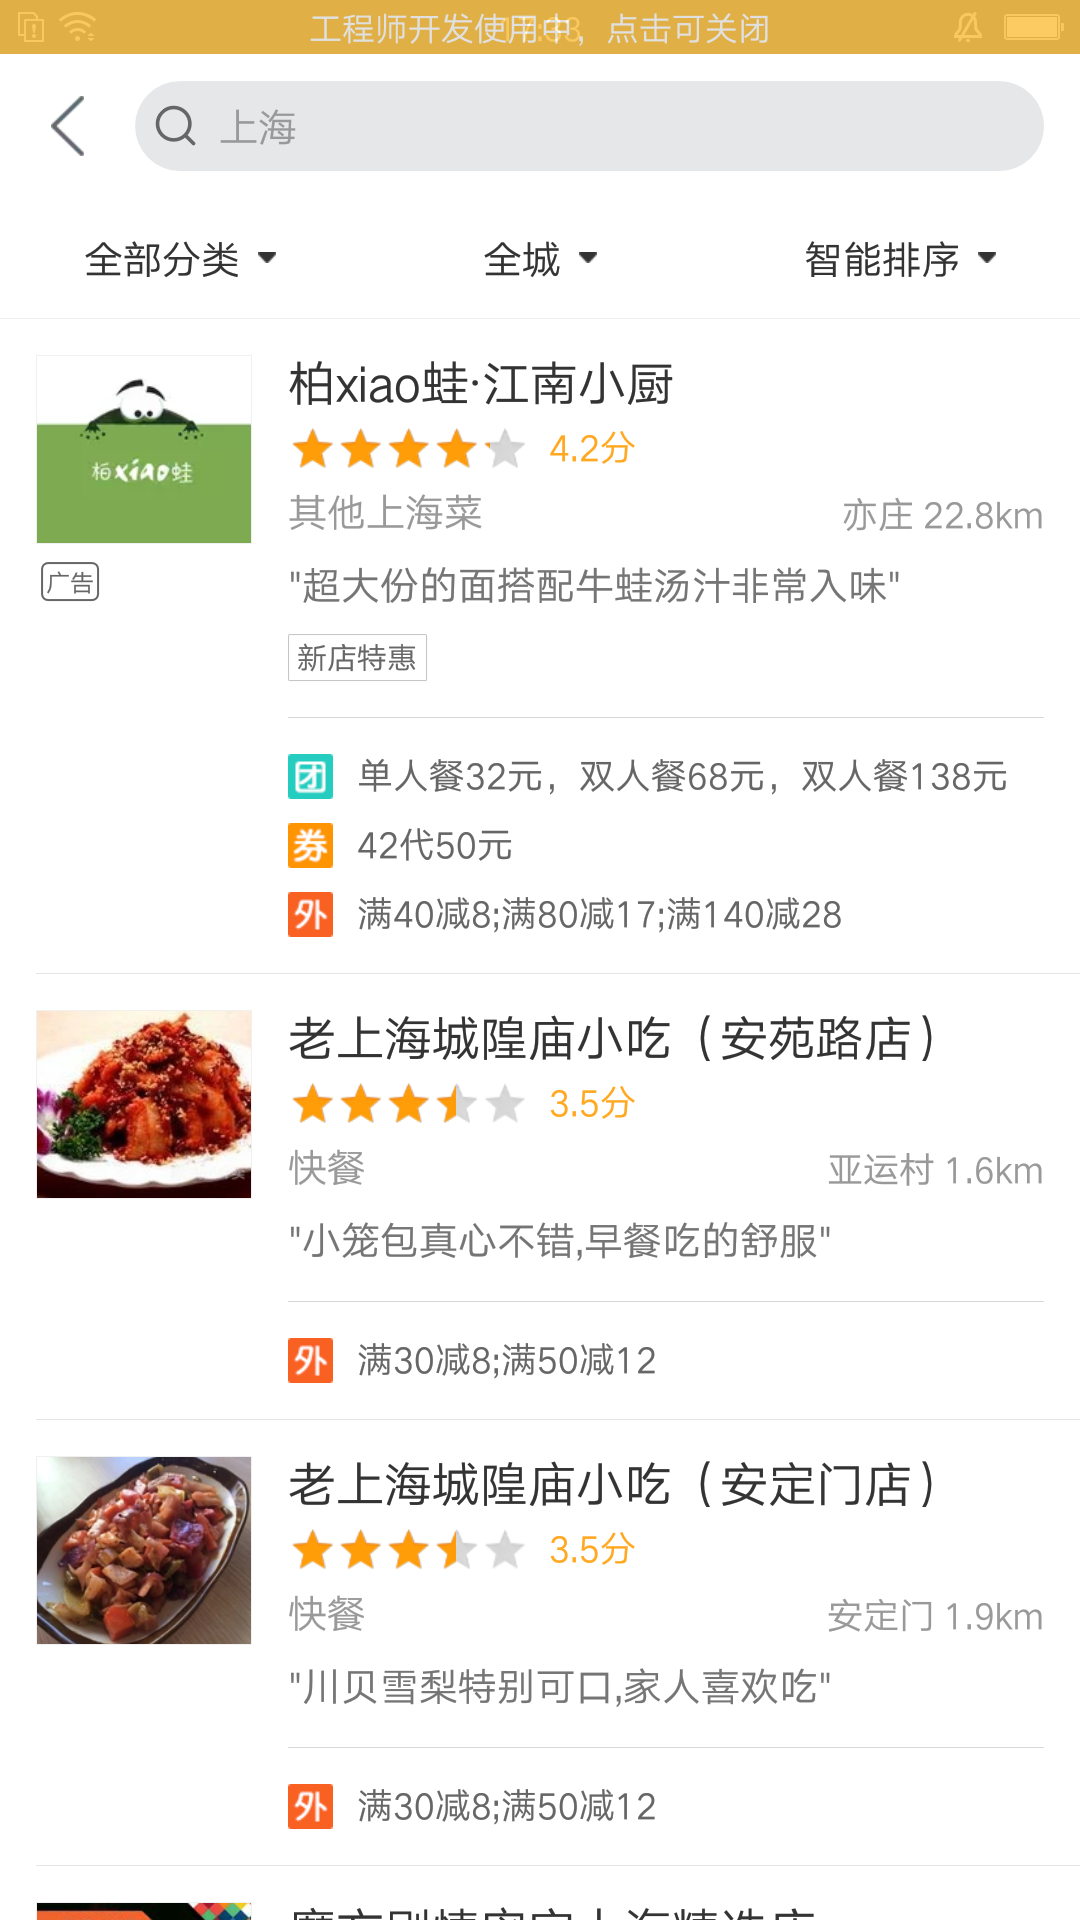 工程师开发使用中，点击可关闭
上海
全部分类
全城
智能排序
柏xiao蛙·江南小厨
柏xiao蛙
4.2分
其他上海菜
亦庄 22.8km
广告
"超大份的面搭配牛蛙汤汁非常入味"
新店特惠
团 单人餐32元，双人餐68元，双人餐138元
券 42代50元
外 满40减8;满80减17;满140减28
老上海城隍庙小吃（安苑路店）
3.5分
快餐
亚运村 1.6km
"小笼包真心不错,早餐吃的舒服"
外 满30减8;满50减12
老上海城隍庙小吃（安定门店）
3.5分
快餐
安定门 1.9km
"川贝雪梨特别可口,家人喜欢吃"
外 满30减8;满50减12